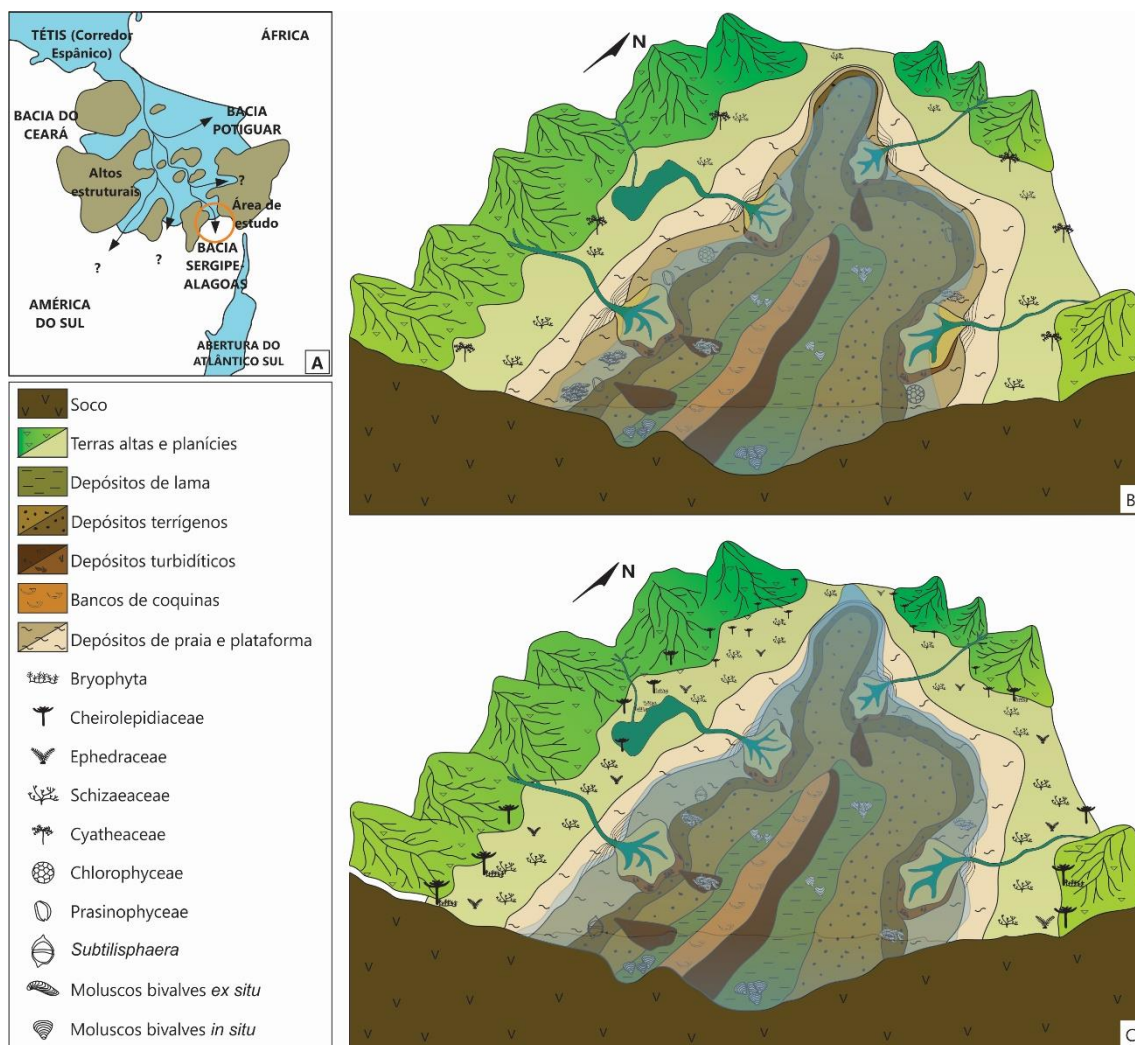 TÉTIS (Corredor
Espânico)
ÁFRICA
BACIA DO
CEARÁ
BACIA
POTIGUAR
Altos
estruturais
?
Área de
estudo
?
?
BACIA
SERGIPE-
ALAGOAS
AMÉRICA
DO SUL
ABERTURA DO
ATLÂNTICO SUL
A
N
B
Soco
Terras altas e planícies
Depósitos de lama
Depósitos terrígenos
Depósitos turbidíticos
Bancos de coquinas
Depósitos de praia e plataforma
Bryophyta
Cheirolepidiaceae
Ephedraceae
Schizaeaceae
Cyatheaceae
Chlorophyceae
Prasinophyceae
Subtilisphaera
Moluscos bivalves ex situ
Moluscos bivalves in situ
N
C